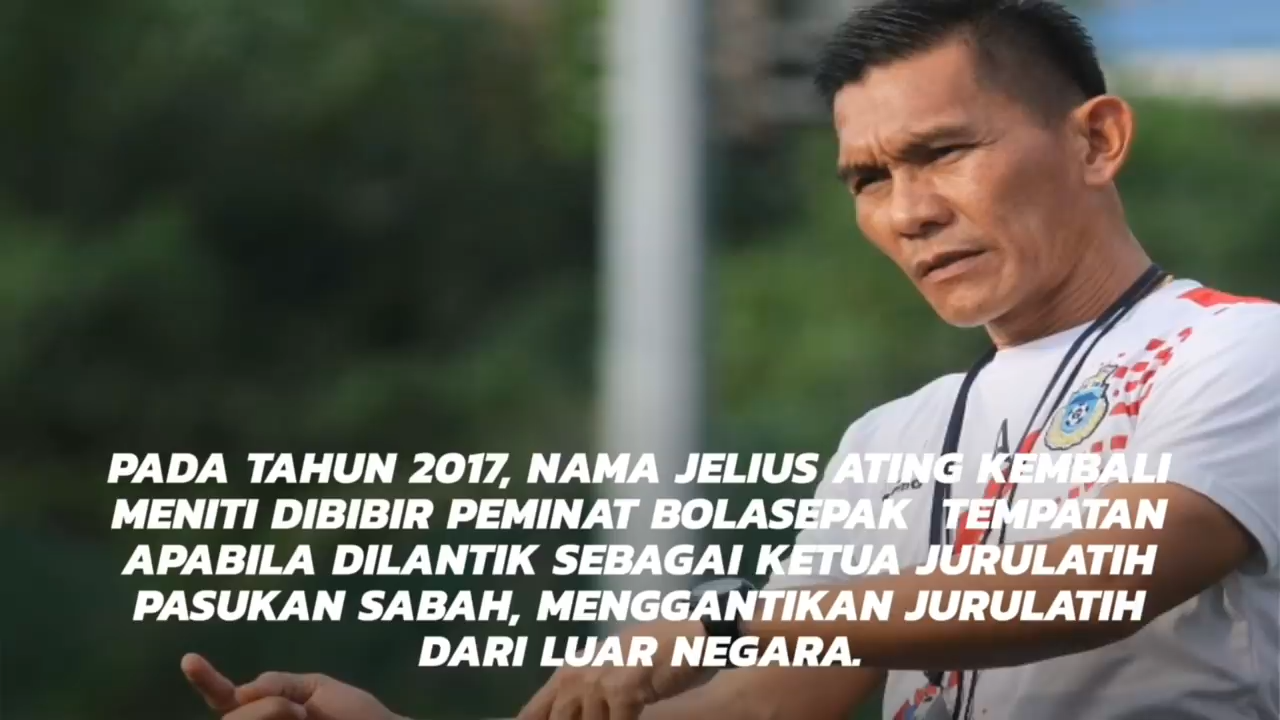 PADA TAHUN 2017, NAMA JELIUS ATING KEMBALI
MENITI DIBIBIR PEMINAT BOLASEPAK TEMPATAN
APABILA DILANTIK SEBAGAI KETUA JURULATIH
PASUKAN SABAH, MENGGANTIKAN JURULATIH
DARI LUAR NEGARA.